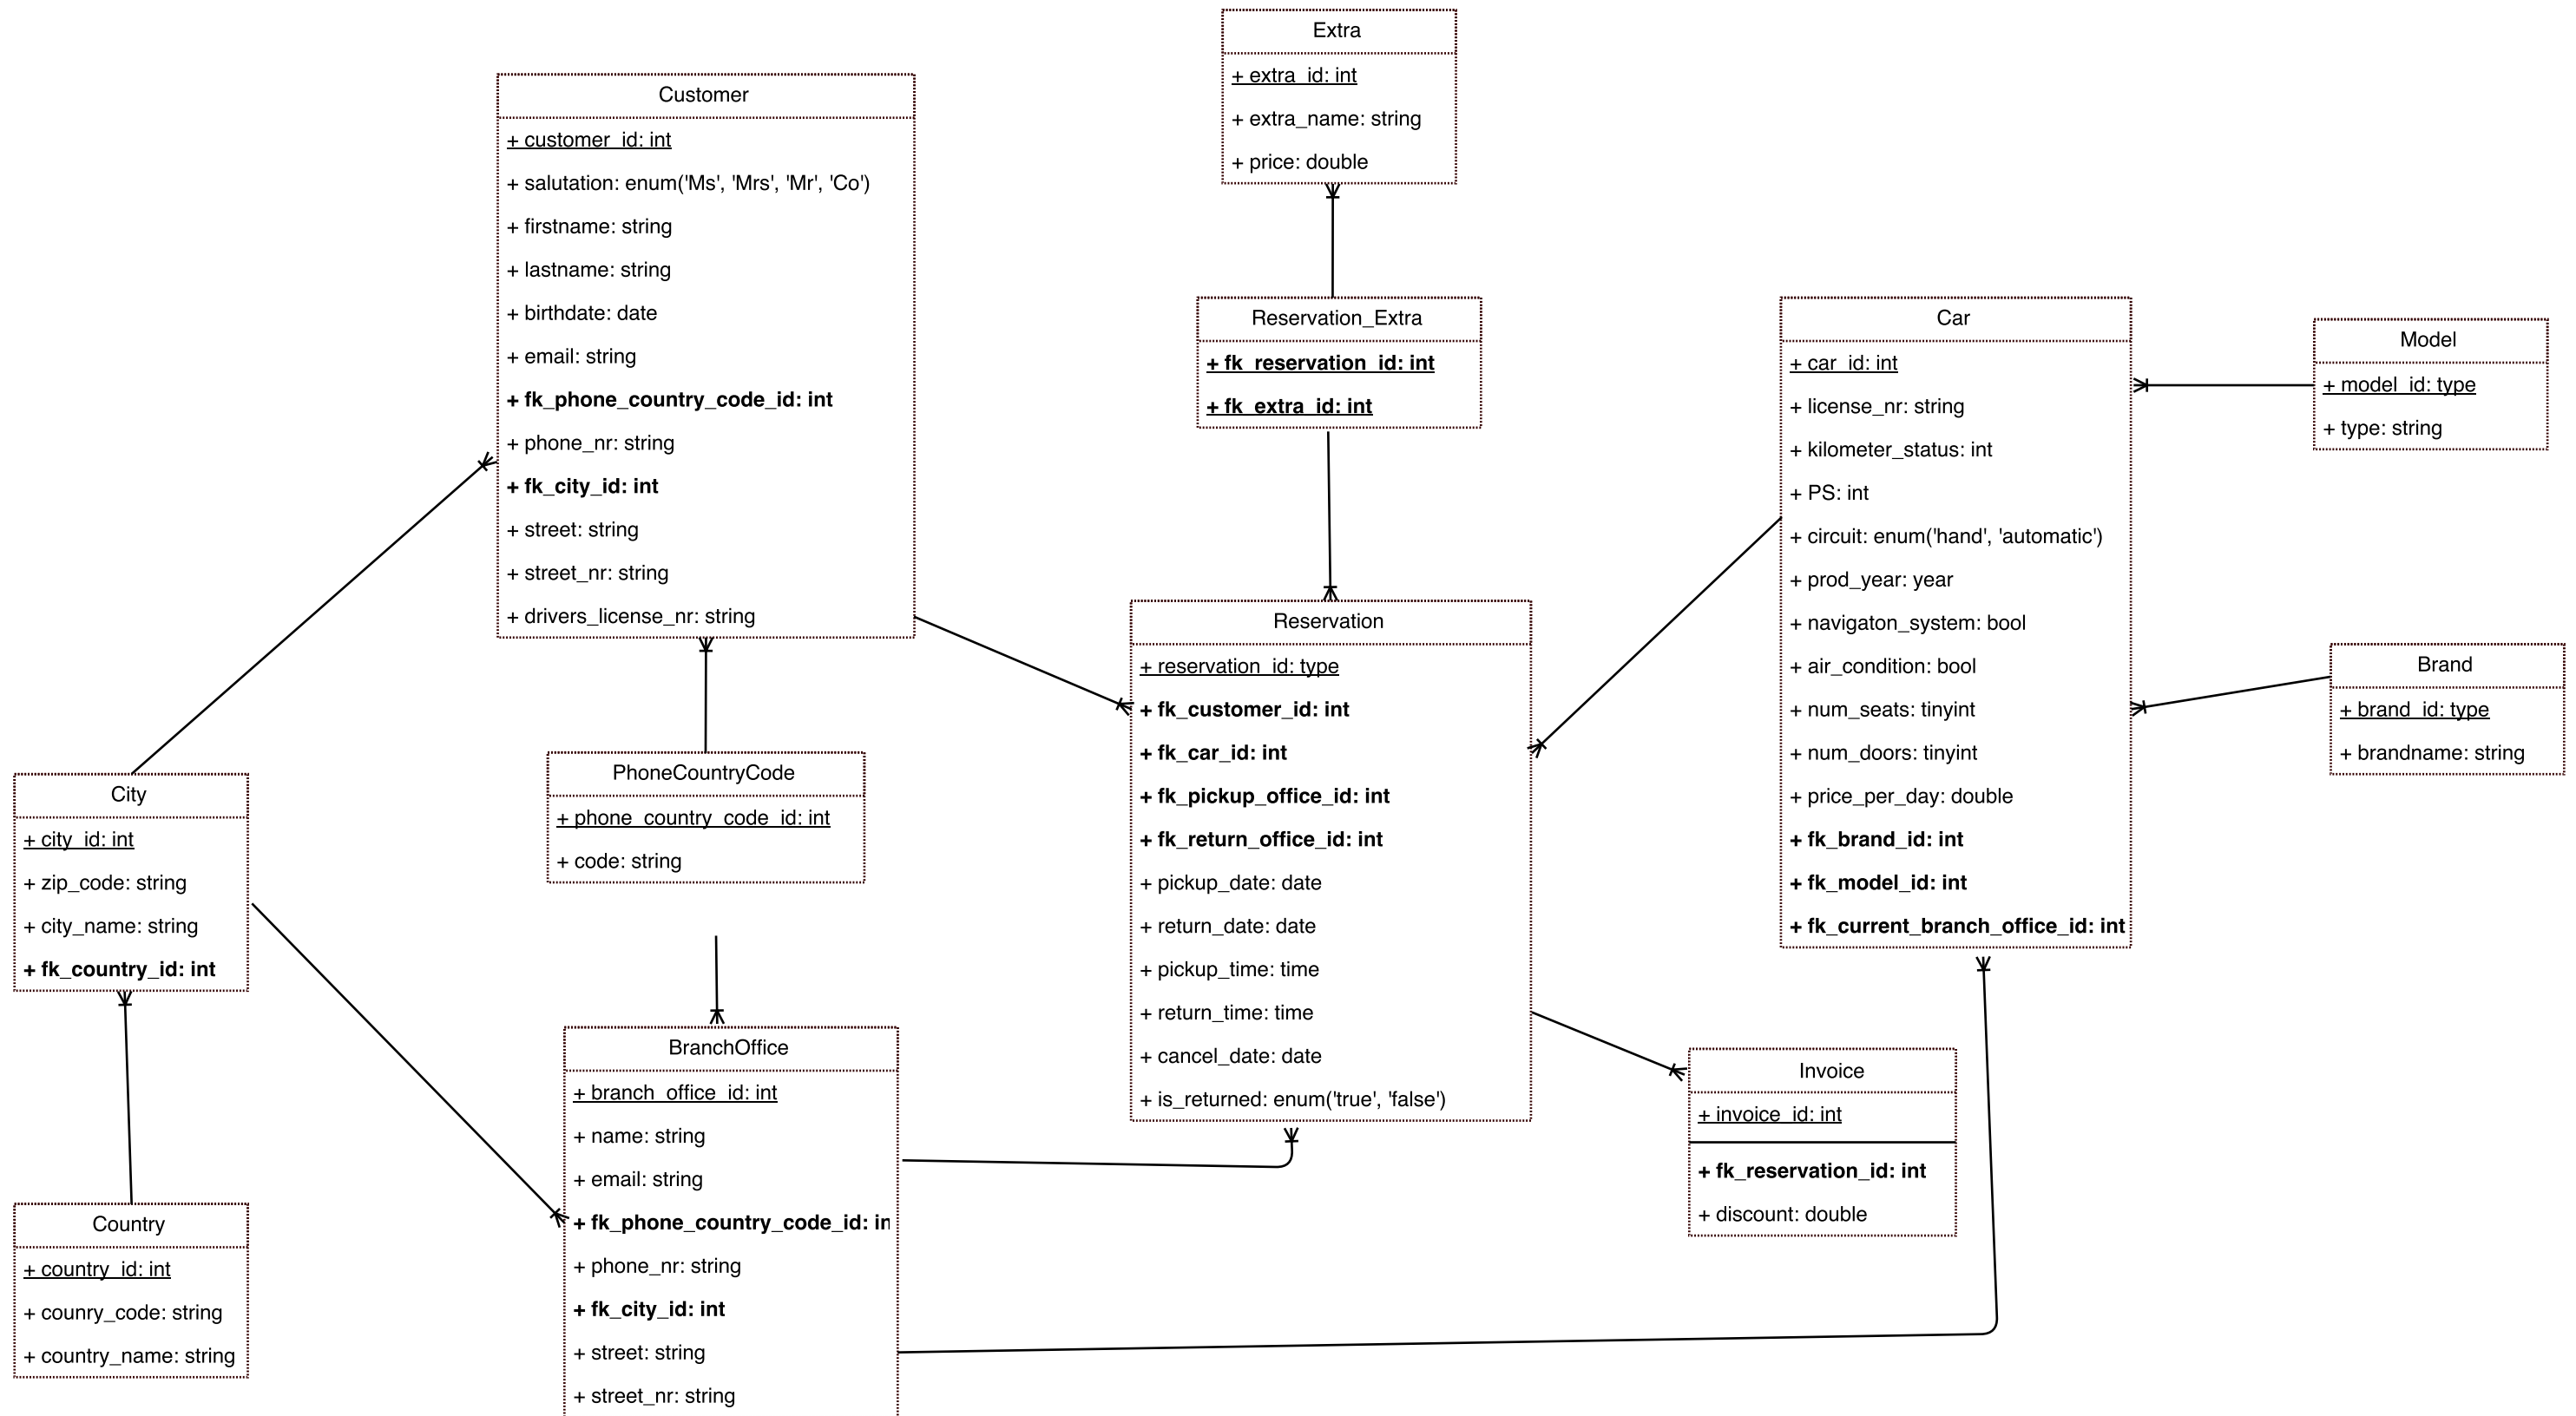 Extra
+ extra_id: int
+ extra_name: string
+ price: double
Customer
+ customer_id: int
+ salutation: enum('Ms', 'Mrs', 'Mr', 'Co')
+ firstname: string
+ lastname: string
+ birthdate: date
+ email: string
+ fk_phone_country_code_id: int
+ phone_nr: string
+ fk_city_id: int
+ street: string
+ street_nr: string
+ drivers_license_nr: string
Reservation_Extra
+ fk_reservation_id: int
+ fk_extra_id: int
Car
+ car_id: int
+ license_nr: string
+ kilometer_status: int
+ PS: int
+ circuit: enum('hand', 'automatic')
+ prod_year: year
+ navigaton_system: bool
+ air_condition: bool
+ num_seats: tinyint
+ num_doors: tinyint
+ price_per_day: double
+ fk_brand_id: int
+ fk_model_id: int
+ fk_current_branch_office_id: int
Model
+ model_id: type
+ type: string
Brand
+ brand_id: type
+ brandname: string
Reservation
+ reservation_id: type
+ fk_customer_id: int
+ fk_car_id: int
+ fk_pickup_office_id: int
+ fk_return_office_id: int
+ pickup_date: date
+ return_date: date
+ pickup_time: time
+ return_time: time
+ cancel_date: date
+ is_returned: enum('true', 'false')
PhoneCountryCode
+ phone_country_code_id: int
+ code: string
City
+ city_id: int
+ zip_code: string
+ city_name: string
+ fk_country_id: int
BranchOffice
+ branch_office_id: int
+ name: string
+ email: string
+ fk_phone_country_code_id: in
+ phone_nr: string
+ fk_city_id: int
+ street: string
+ street_nr: string
Invoice
+ invoice_id: int
+ fk_reservation_id: int
+ discount: double
Country
+ country_id: int
+ counry_code: string
+ country_name: string